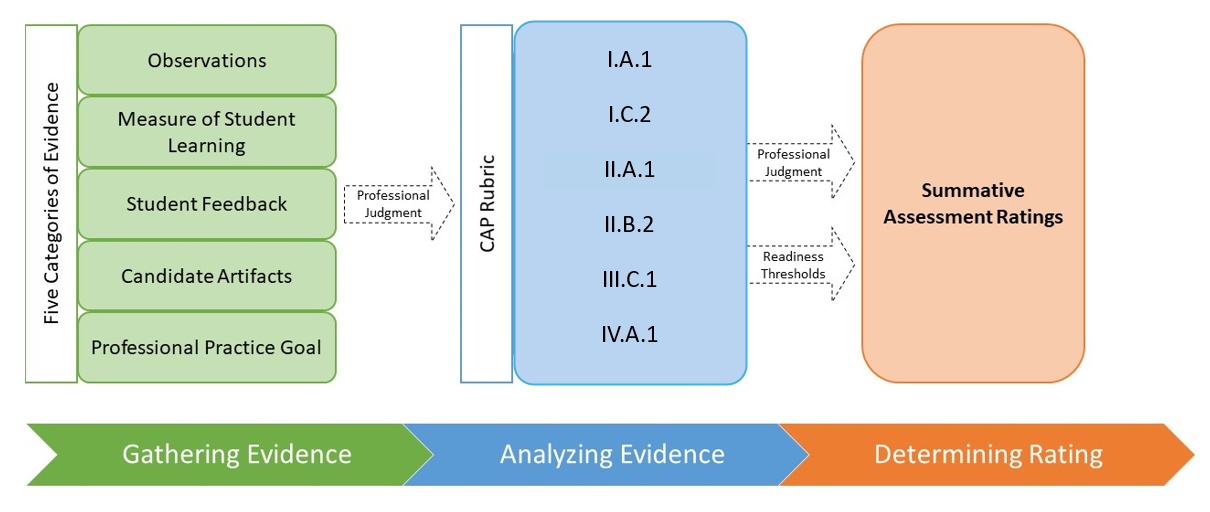 Five Categories of Evidence
Observations
Measure of Student
Learning
Student Feedback
Candidate Artifacts
Professional Practice Goal
Professional
Judgment
CAP Rubric
I.A.1
I.C.2
II.A.1
II.B.2
III.C.1
IV.A.1
Professional
Judgment
Readiness
Thresholds
Summative
Assessment Ratings
Gathering Evidence
Analyzing Evidence
Determining Rating